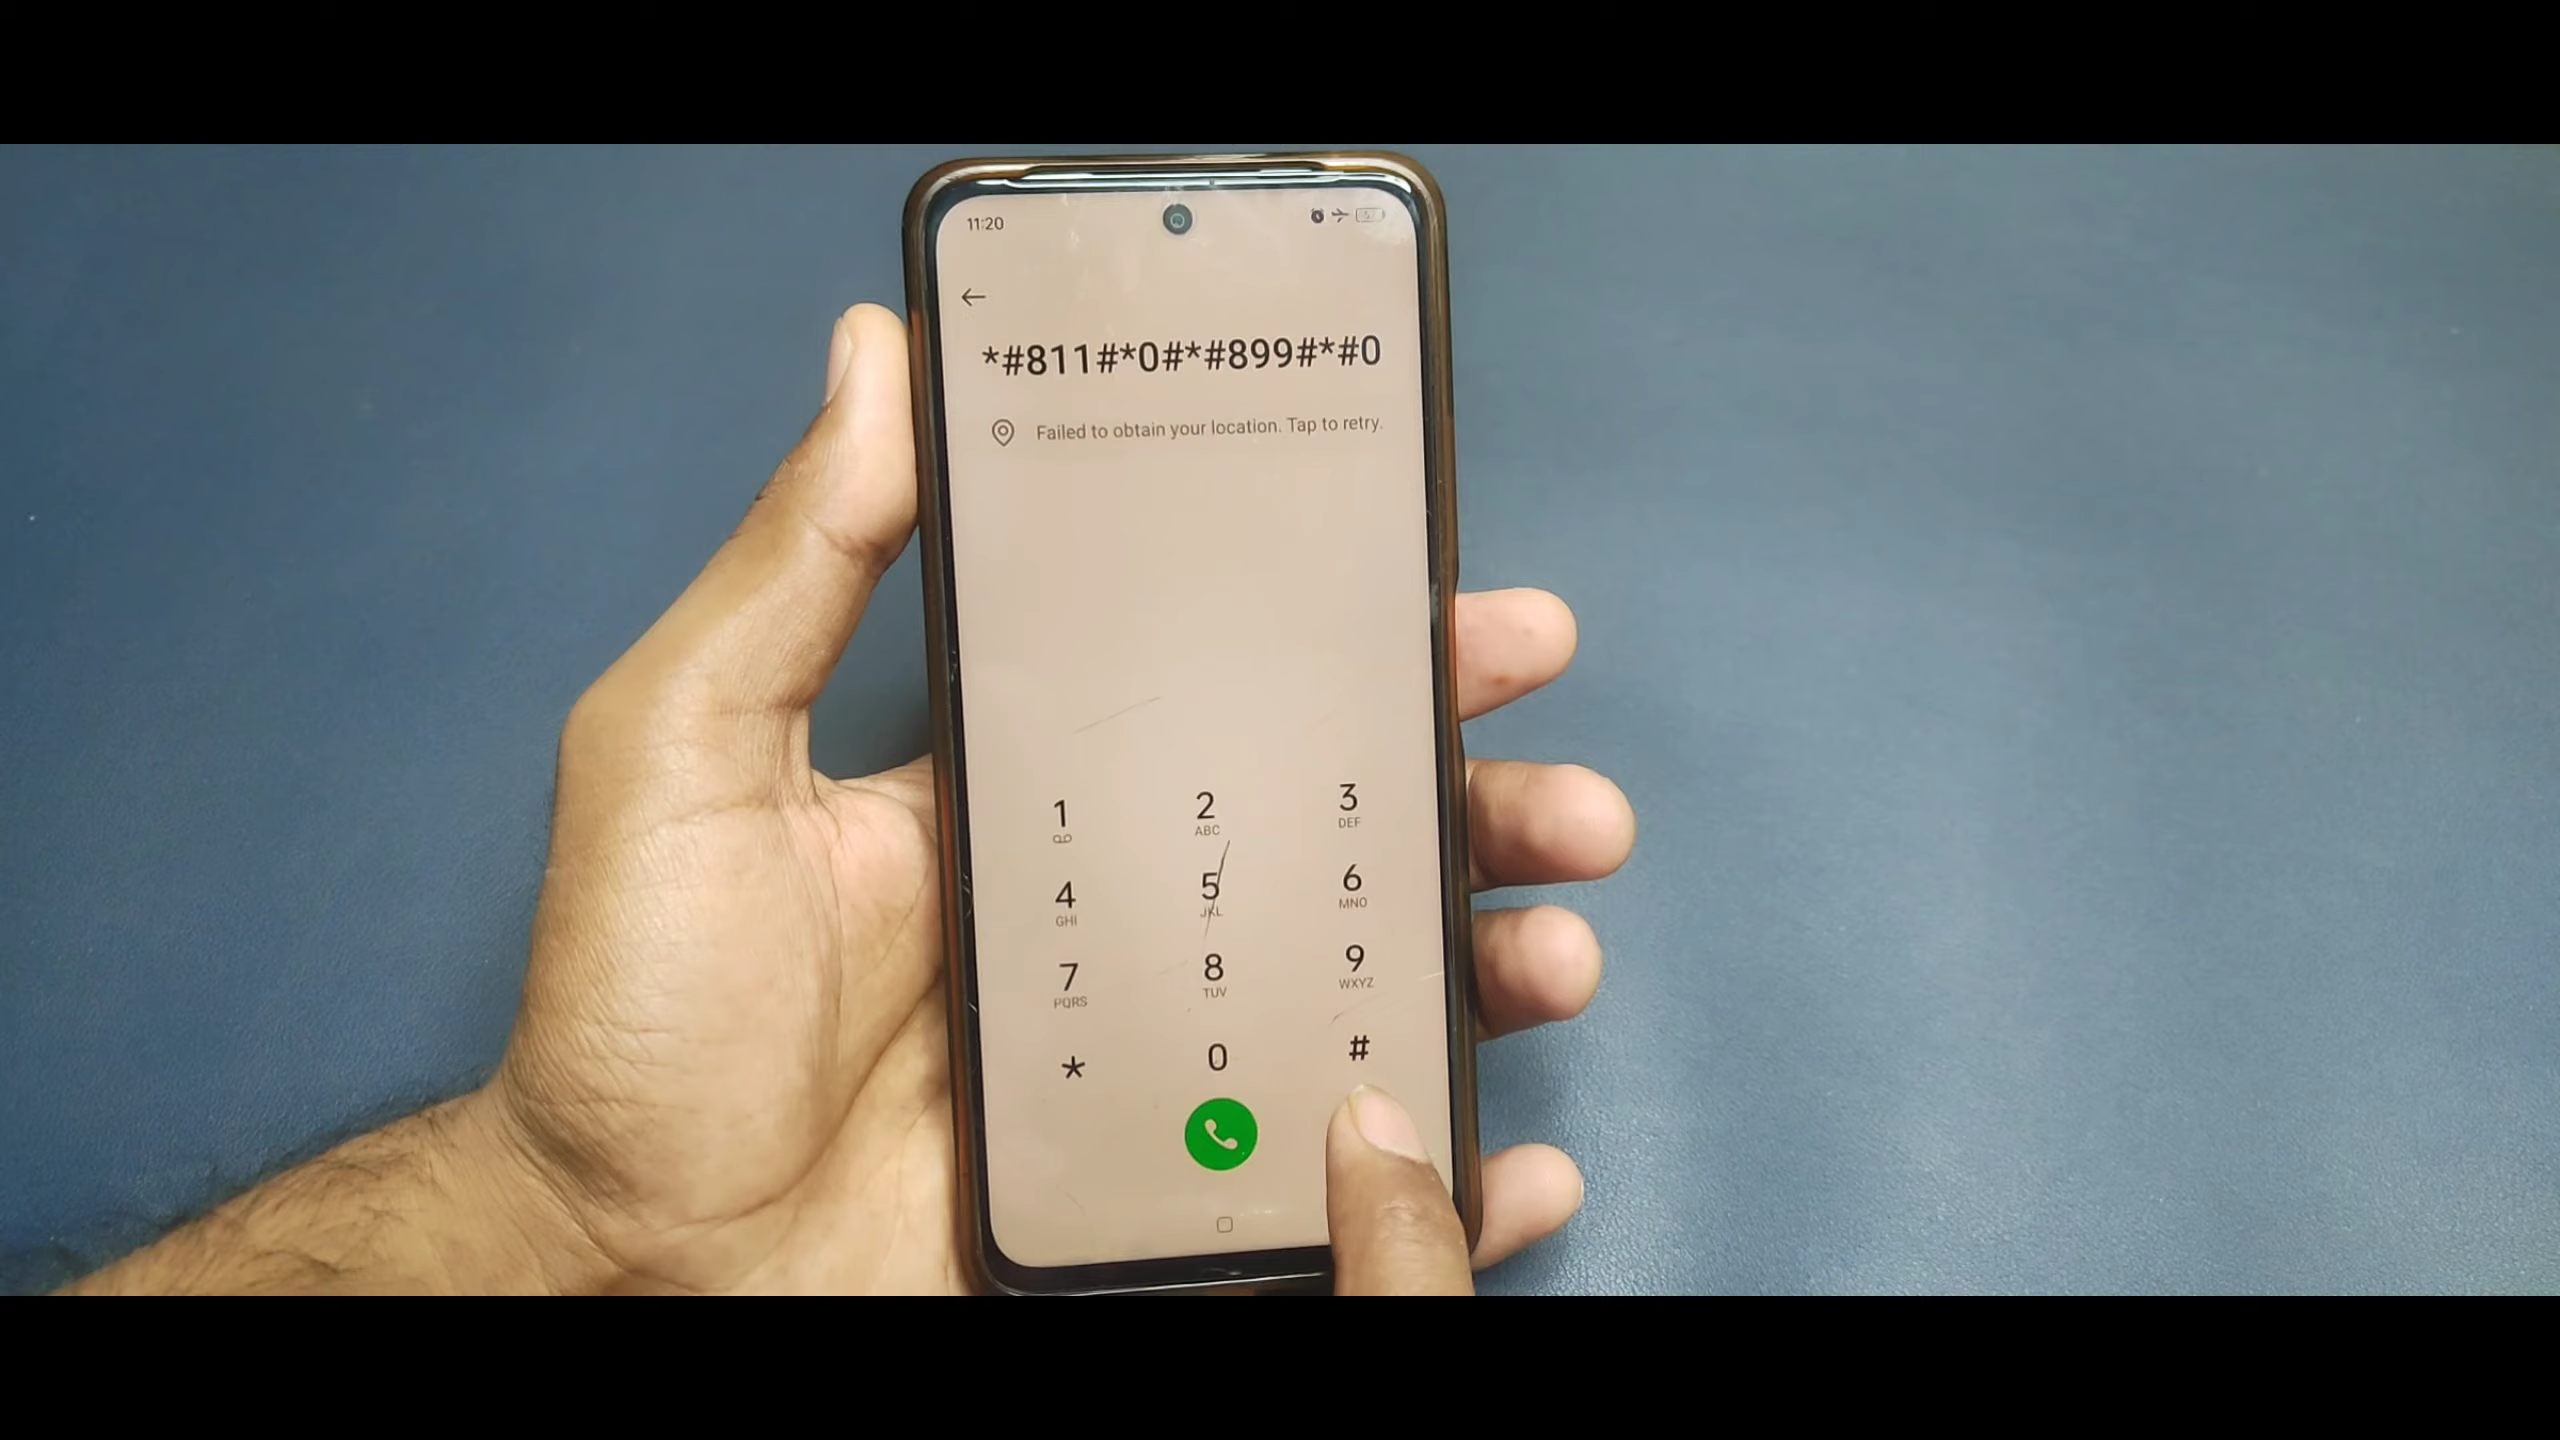 11:20
*#811#*0#*#899#*#0
Failed to obtain your location. Tap to retry.
1 2 3
ABC DEF
4 5 6
GHI JKL MNO
7 8 9
PQRS TUV WXYZ
* 0 #